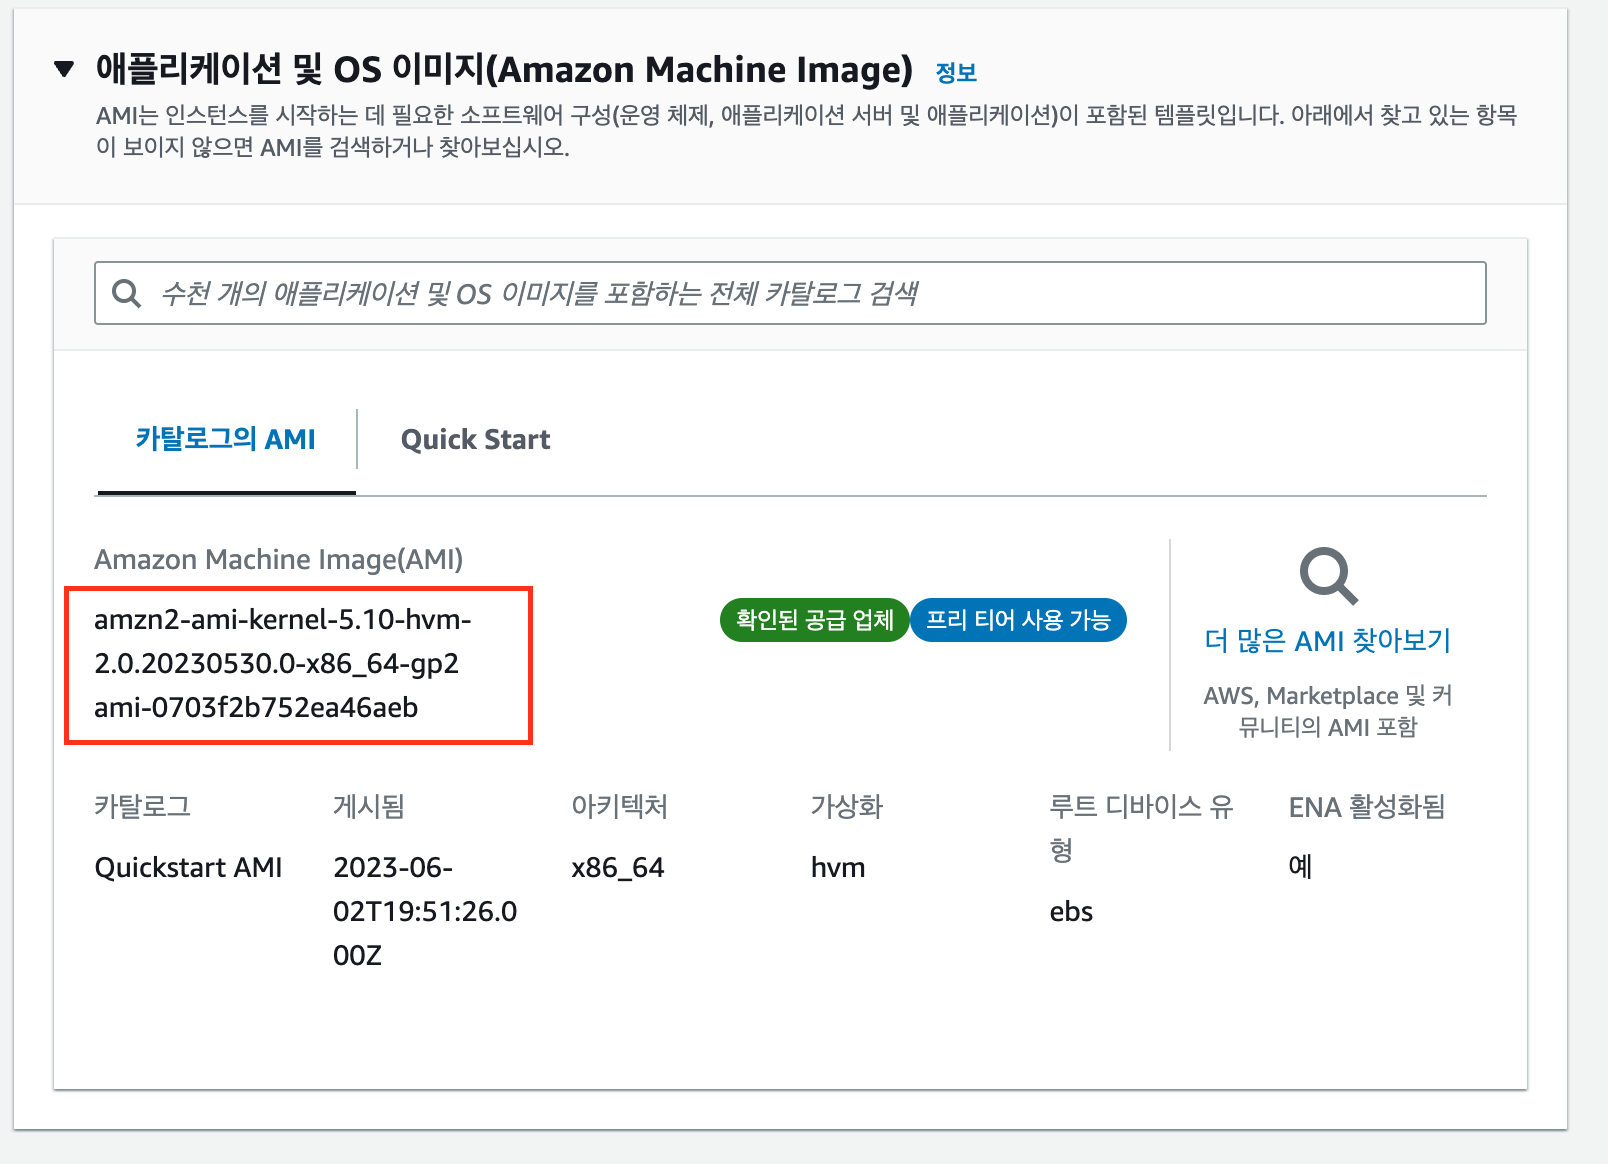 애플리케이션 및 OS 이미지(Amazon Machine Image) 정보
AMI는 인스턴스를 시작하는 데 필요한 소프트웨어 구성(운영 체제, 애플리케이션 서버 및 애플리케이션)이 포함된 템플릿입니다. 아래에서 찾고 있는 항목
이 보이지 않으면 AMI를 검색하거나 찾아보십시오.
수천 개의 애플리케이션 및 OS 이미지를 포함하는 전체 카탈로그 검색
카탈로그의 AMI
Quick Start
Amazon Machine Image(AMI)
amzn2-ami-kernel-5.10-hvm-
2.0.20230530.0-x86_64-gp2
ami-0703f2b752ea46aeb
확인된 공급 업체
프리 티어 사용 가능
더 많은 AMI 찾아보기
AWS, Marketplace 및 커
뮤니티의 AMI 포함
카탈로그
Quickstart AMI
게시됨
2023-06-
02T19:51:26.0
00Z
아키텍처
x86_64
가상화
hvm
루트 디바이스 유
형
ebs
ENA 활성화됨
예